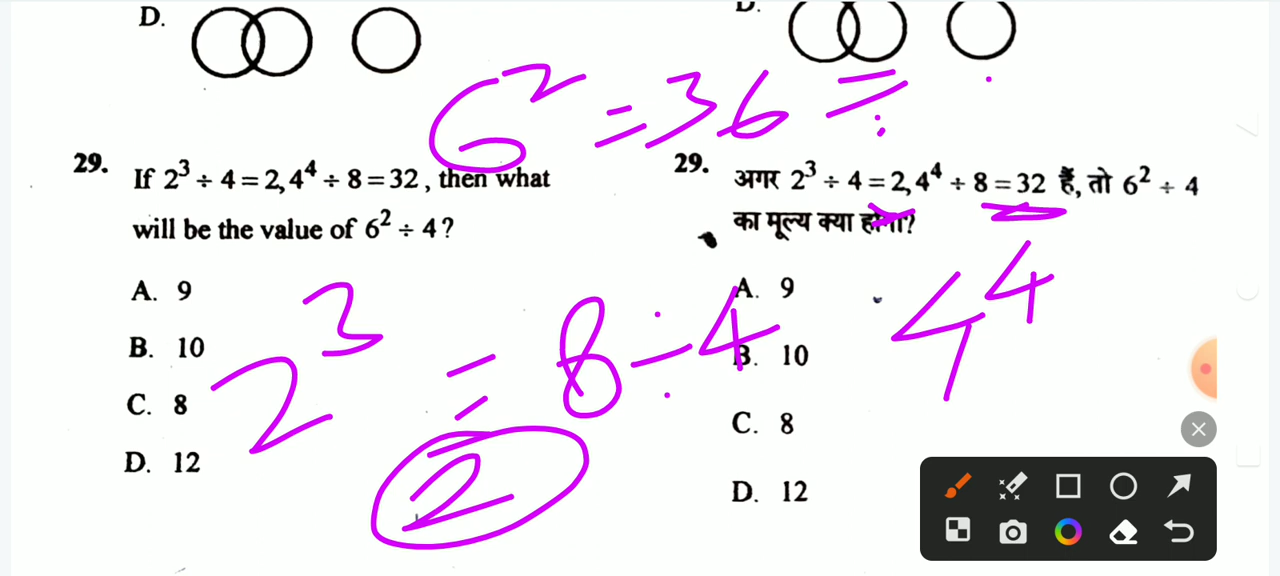 D.
D.
6² = 36 ÷
29. If 2³ ÷ 4 = 2, 4⁴ ÷ 8 = 32, then what
will be the value of 6² ÷ 4?
A. 9
B. 10
C. 8
D. 12
29. अगर 2³ ÷ 4 = 2, 4⁴ ÷ 8 = 32 हैं, तो 6² ÷ 4
का मूल्य क्या होगा?
A. 9
B. 10
C. 8
D. 12
2³ = 8 ÷ 4
= 2
4⁴